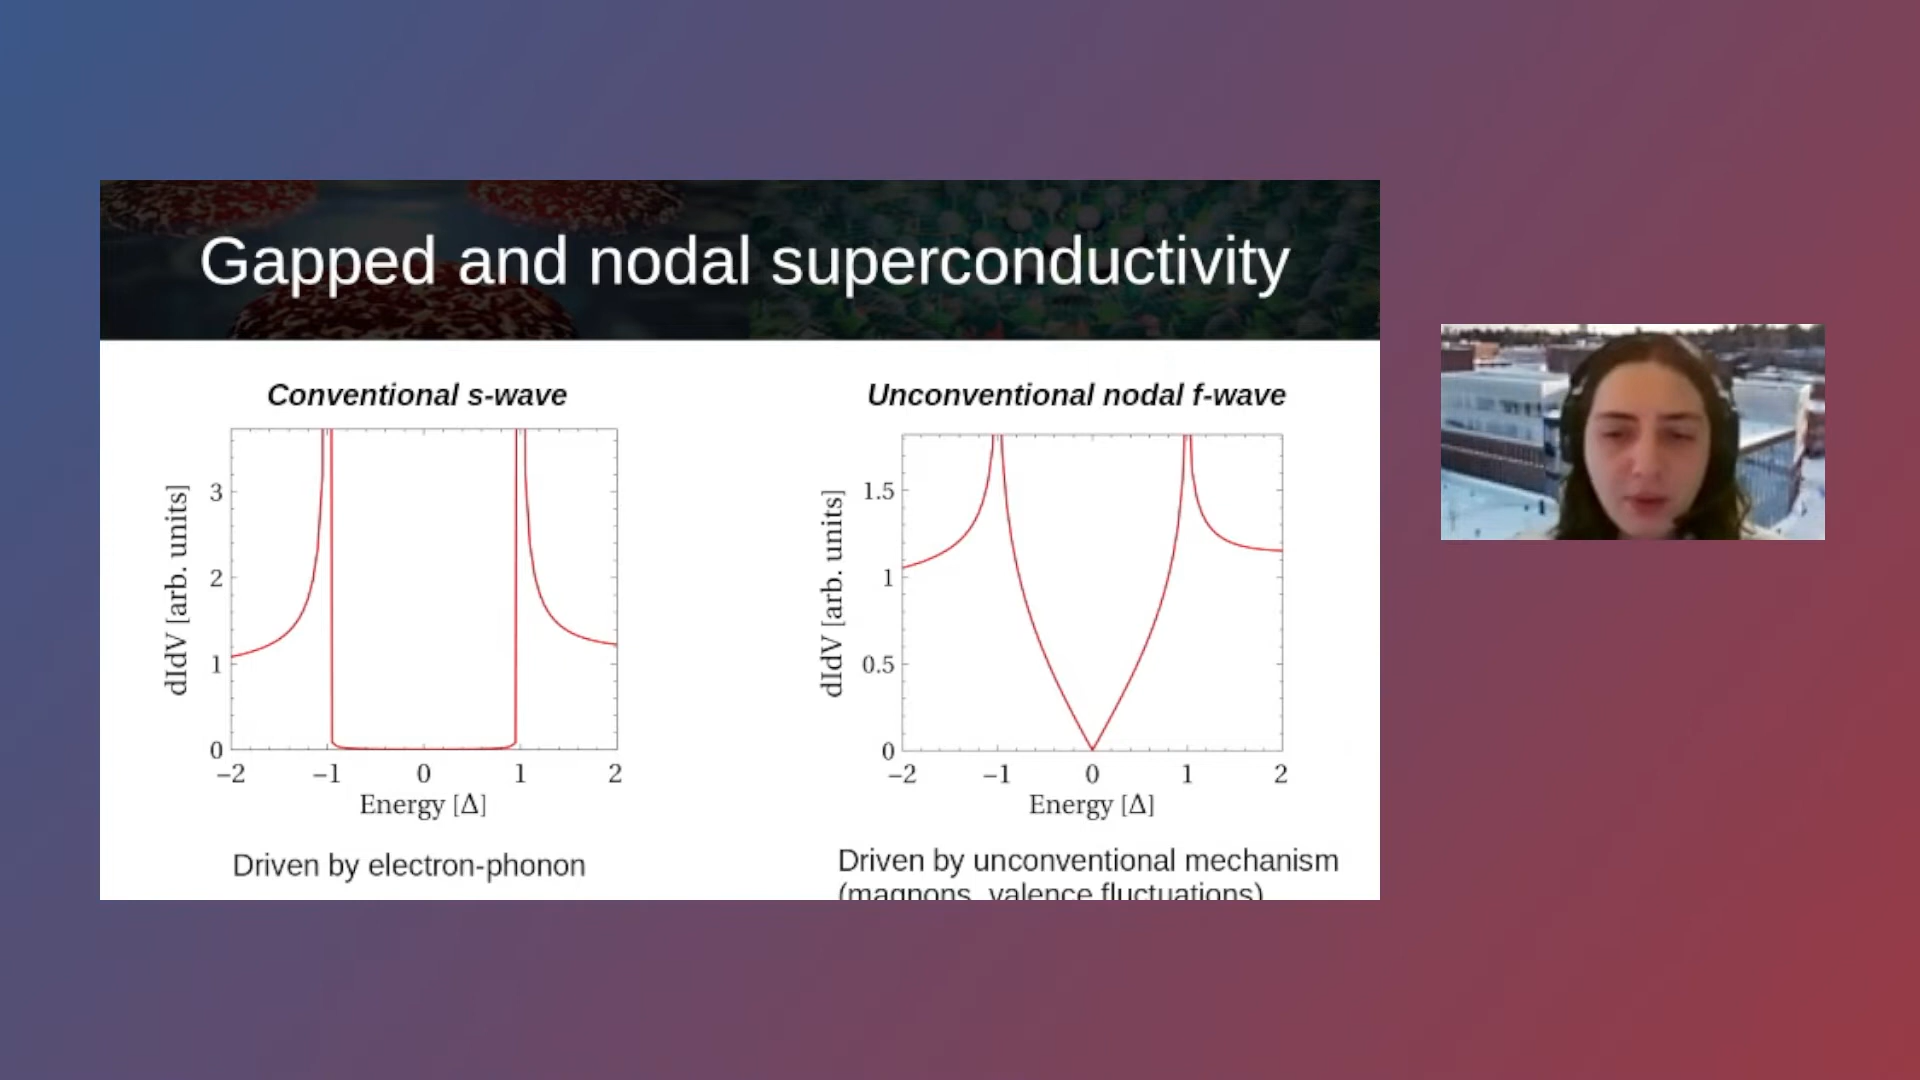 Gapped and nodal superconductivity
Conventional s-wave
dIdV [arb. units]
3
2
1
0
−2 −1 0 1 2
Energy [Δ]
Driven by electron-phonon
Unconventional nodal f-wave
dIdV [arb. units]
1.5
1
0.5
0
−2 −1 0 1 2
Energy [Δ]
Driven by unconventional mechanism
(magnons, valence fluctuations)